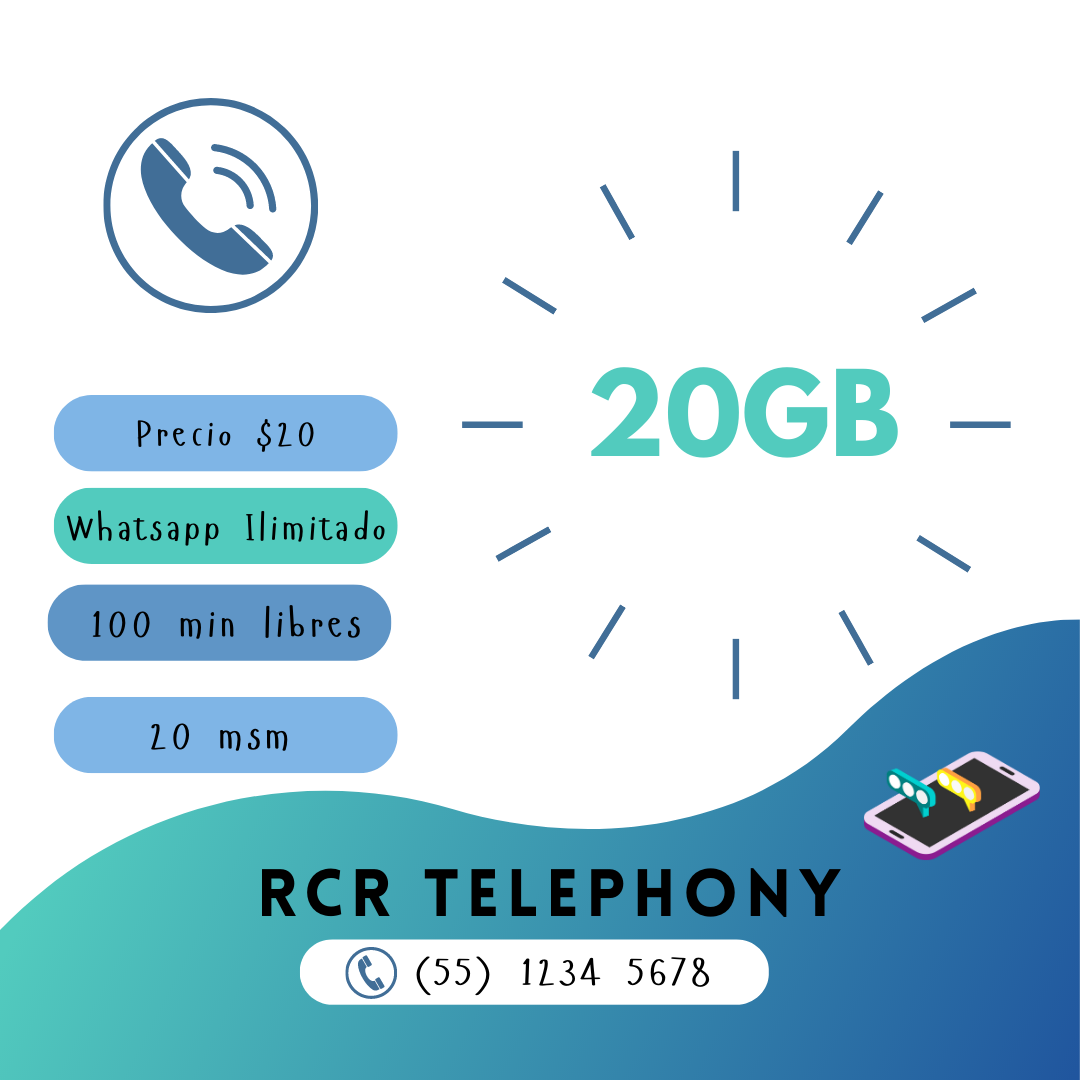 20GB
Precio $20
Whatsapp Ilimitado
100 min libres
20 msm
RCR TELEPHONY
(55) 1234 5678